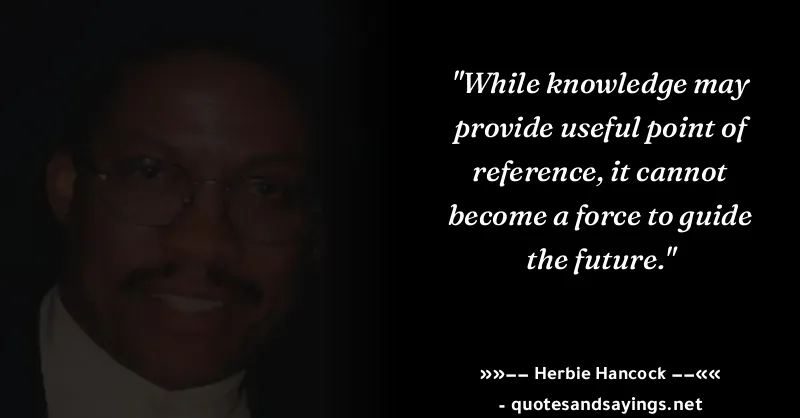 "While knowledge may
provide useful point of
reference, it cannot
become a force to guide
the future."
»»—— Herbie Hancock ——««
- quotesandsayings.net